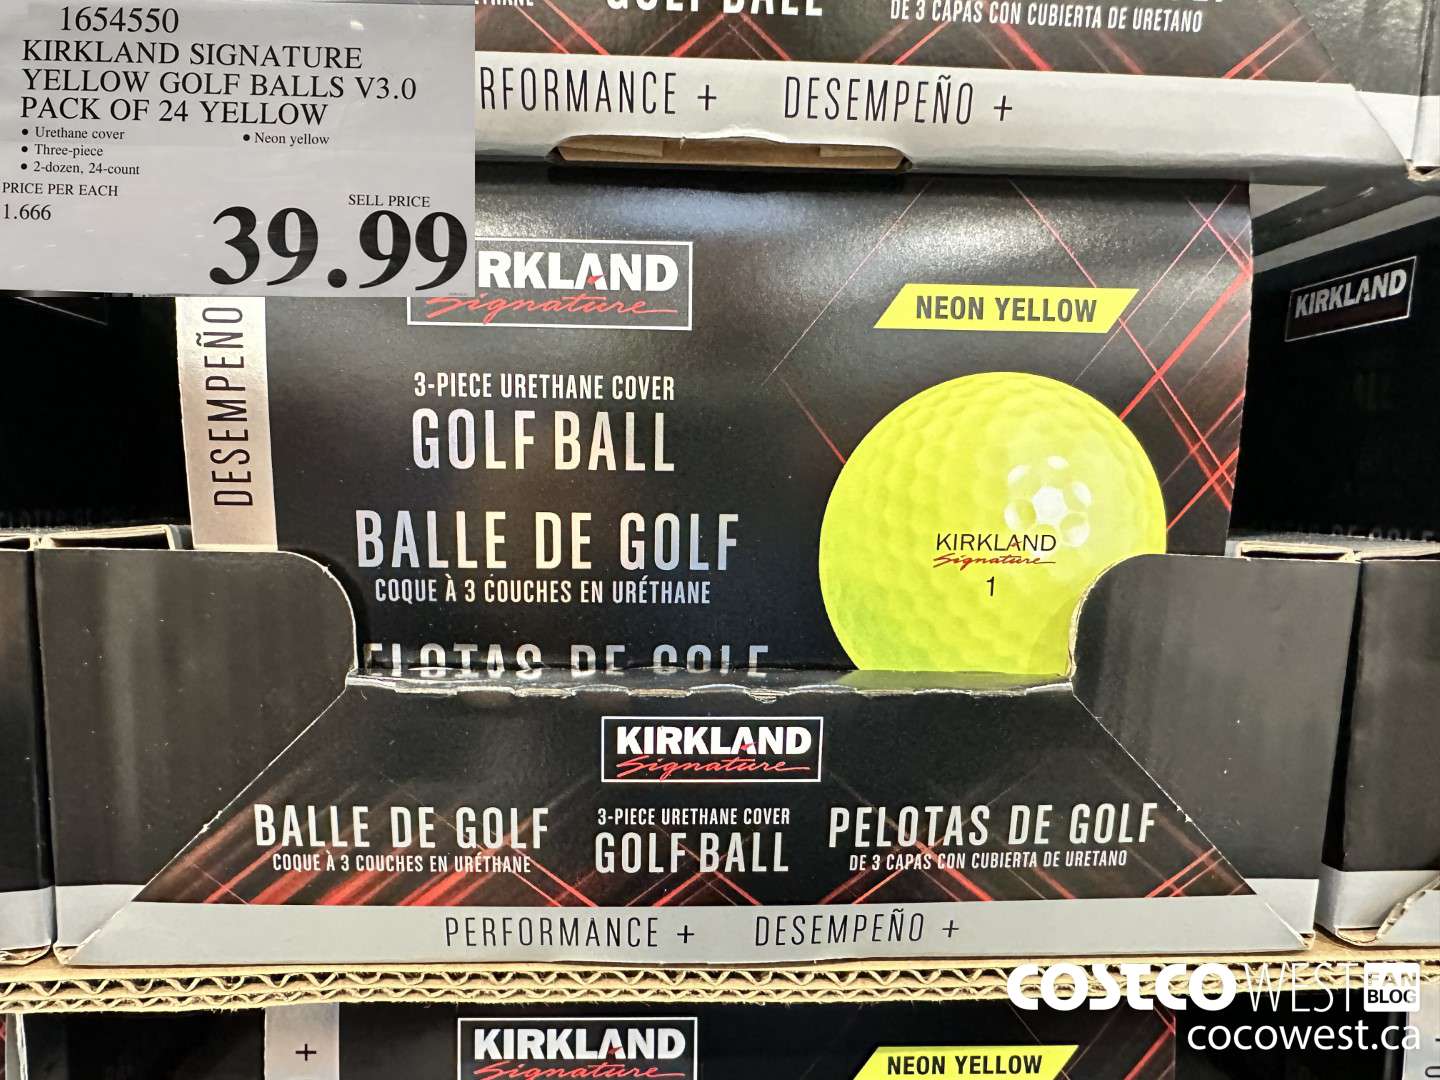 GOLF BALL
DE 3 CAPAS CON CUBIERTA DE URETANO
RFORMANCE + DESEMPEÑO +
1654550
KIRKLAND SIGNATURE
YELLOW GOLF BALLS V3.0
PACK OF 24 YELLOW
• Urethane cover • Neon yellow
• Three-piece
• 2-dozen, 24-count
PRICE PER EACH
1.666
SELL PRICE
39.99
DESEMPEÑO
RKLAND
Signature
NEON YELLOW
KIRKLAND
3-PIECE URETHANE COVER
GOLF BALL
BALLE DE GOLF
COQUE À 3 COUCHES EN URÉTHANE
KIRKLAND
Signature
1
KIRKLAND
Signature
BALLE DE GOLF
COQUE À 3 COUCHES EN URÉTHANE
3-PIECE URETHANE COVER
GOLF BALL
PELOTAS DE GOLF
DE 3 CAPAS CON CUBIERTA DE URETANO
PERFORMANCE + DESEMPEÑO +
COSTCO WEST FAN BLOG
cocowest.ca
+
KIRKLAND
Signature
NEON YELLOW